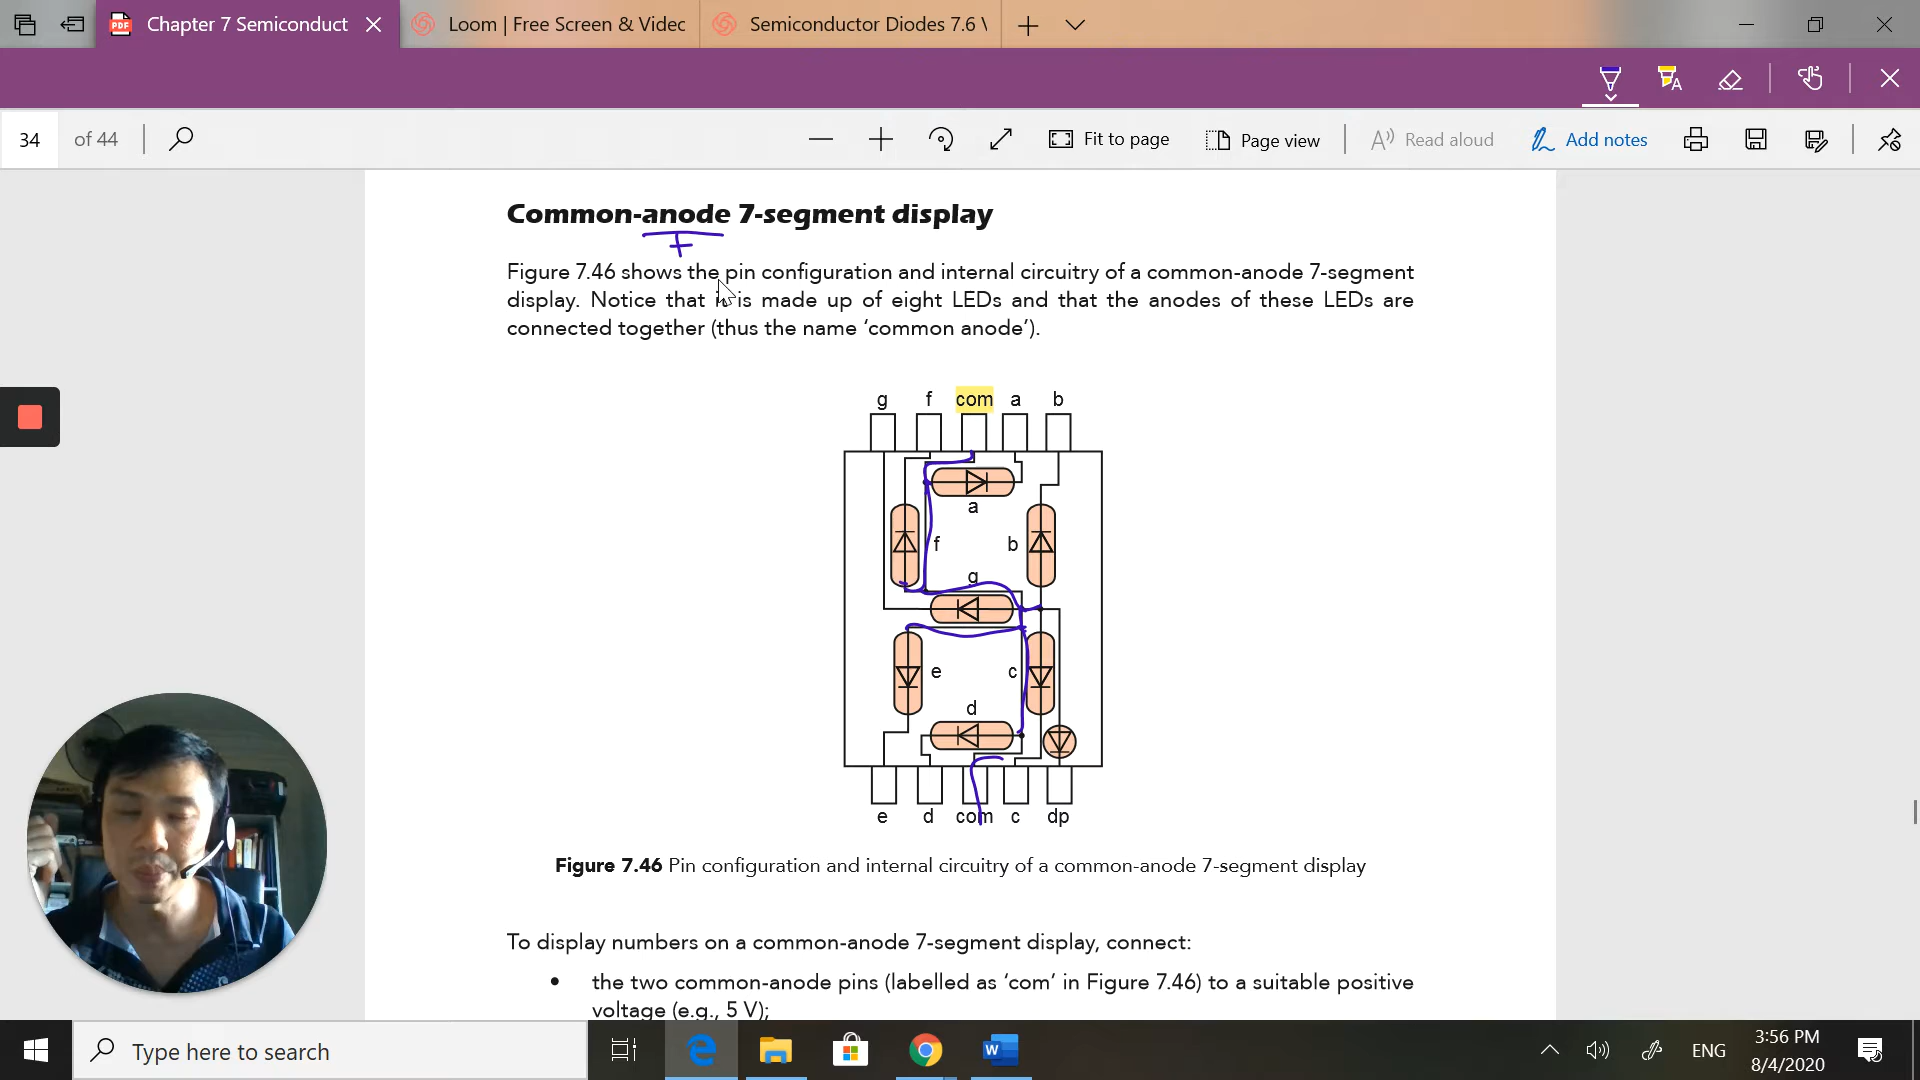 Chapter 7 Semiconduct
Loom | Free Screen & Videc
Semiconductor Diodes 7.6 \
34 of 44
Fit to page
Page view
Read aloud
Add notes
Common-anode 7-segment display
+
Figure 7.46 shows the pin configuration and internal circuitry of a common-anode 7-segment
display. Notice that it is made up of eight LEDs and that the anodes of these LEDs are
connected together (thus the name ‘common anode’).
g f com a b
a
f b
g
e c
d
e d com c dp
Figure 7.46 Pin configuration and internal circuitry of a common-anode 7-segment display
To display numbers on a common-anode 7-segment display, connect:
• the two common-anode pins (labelled as ‘com’ in Figure 7.46) to a suitable positive
voltage (e.g., 5 V);
Type here to search
ENG
3:56 PM
8/4/2020